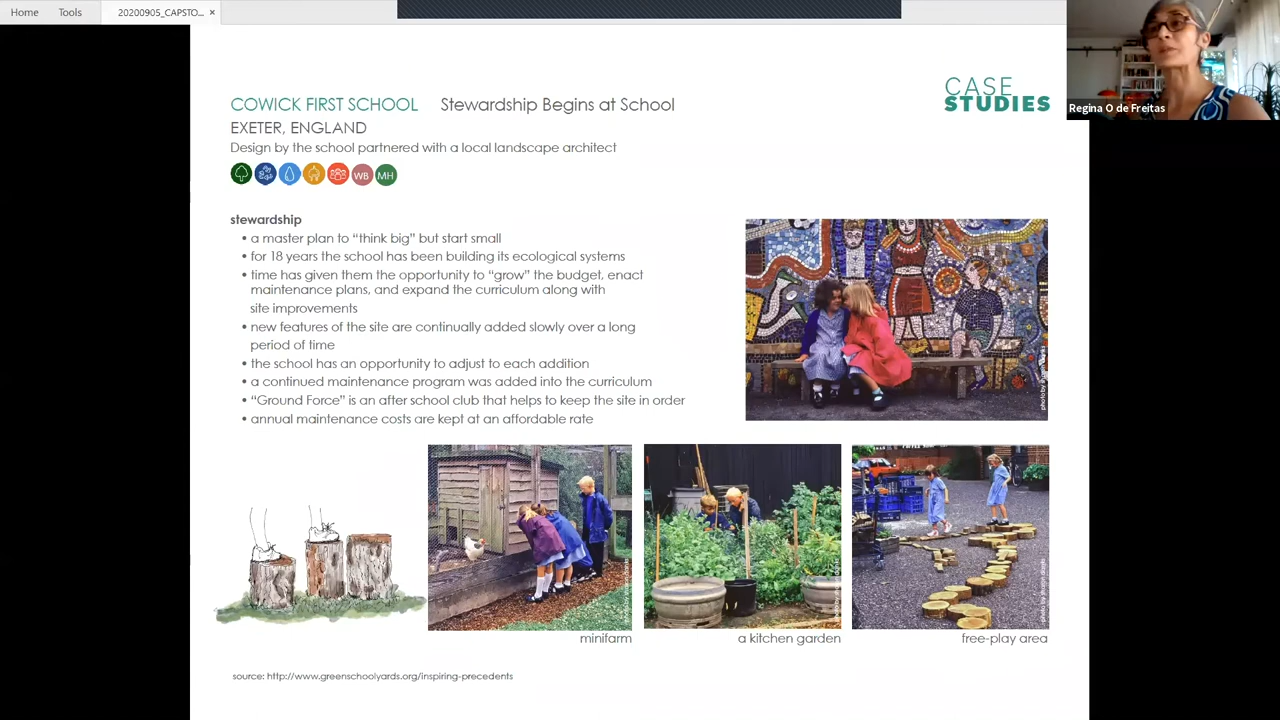 Home Tools 20200905_CAPSTO... ×
Regina O de Freitas
CASE
STUDIES
COWICK FIRST SCHOOL Stewardship Begins at School
EXETER, ENGLAND
Design by the school partnered with a local landscape architect
WB MH
stewardship
• a master plan to “think big” but start small
• for 18 years the school has been building its ecological systems
• time has given them the opportunity to “grow” the budget, enact
maintenance plans, and expand the curriculum along with
site improvements
• new features of the site are continually added slowly over a long
period of time
• the school has an opportunity to adjust to each addition
• a continued maintenance program was added into the curriculum
• “Ground Force” is an after school club that helps to keep the site in order
• annual maintenance costs are kept at an affordable rate
minifarm
a kitchen garden
free-play area
source: http://www.greenschoolyards.org/inspiring-precedents